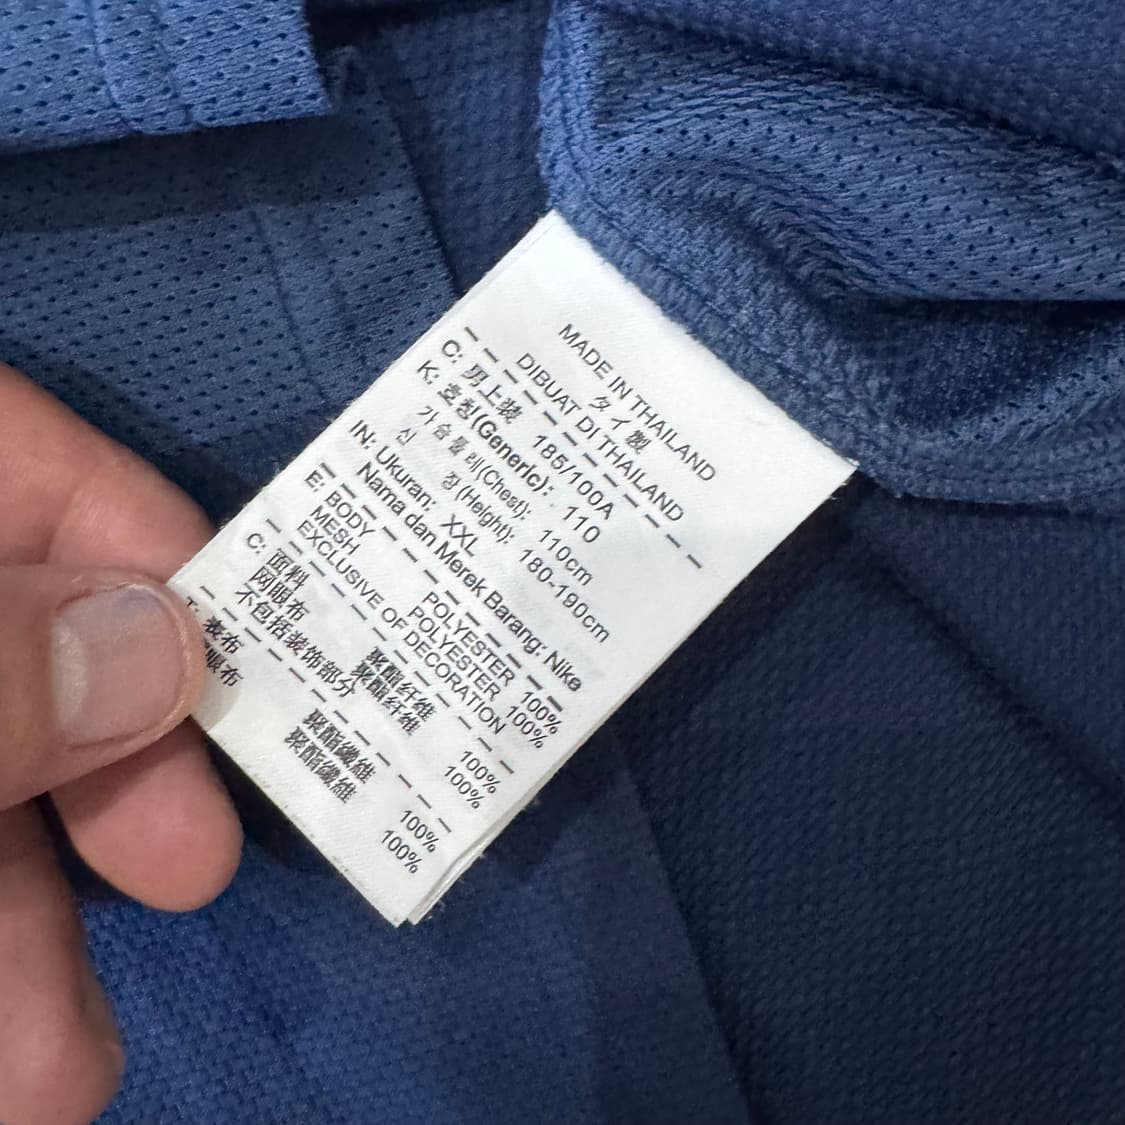 MADE IN THAILAND
タイ製
DIBUAT DI THAILAND
C: 男上装 185/100A
K: 호칭(Generic): 110
가슴둘레(Chest): 110cm
신 장(Height): 180-190cm
IN: Ukuran: XXL
Nama dan Merek Barang: Nike
E: BODY POLYESTER 100%
MESH POLYESTER 100%
EXCLUSIVE OF DECORATION
C: 面料 聚酯纤维 100%
网眼布 聚酯纤维 100%
不包括装饰部分
T: 表布 聚酯纖維 100%
眼布 聚酯纖維 100%